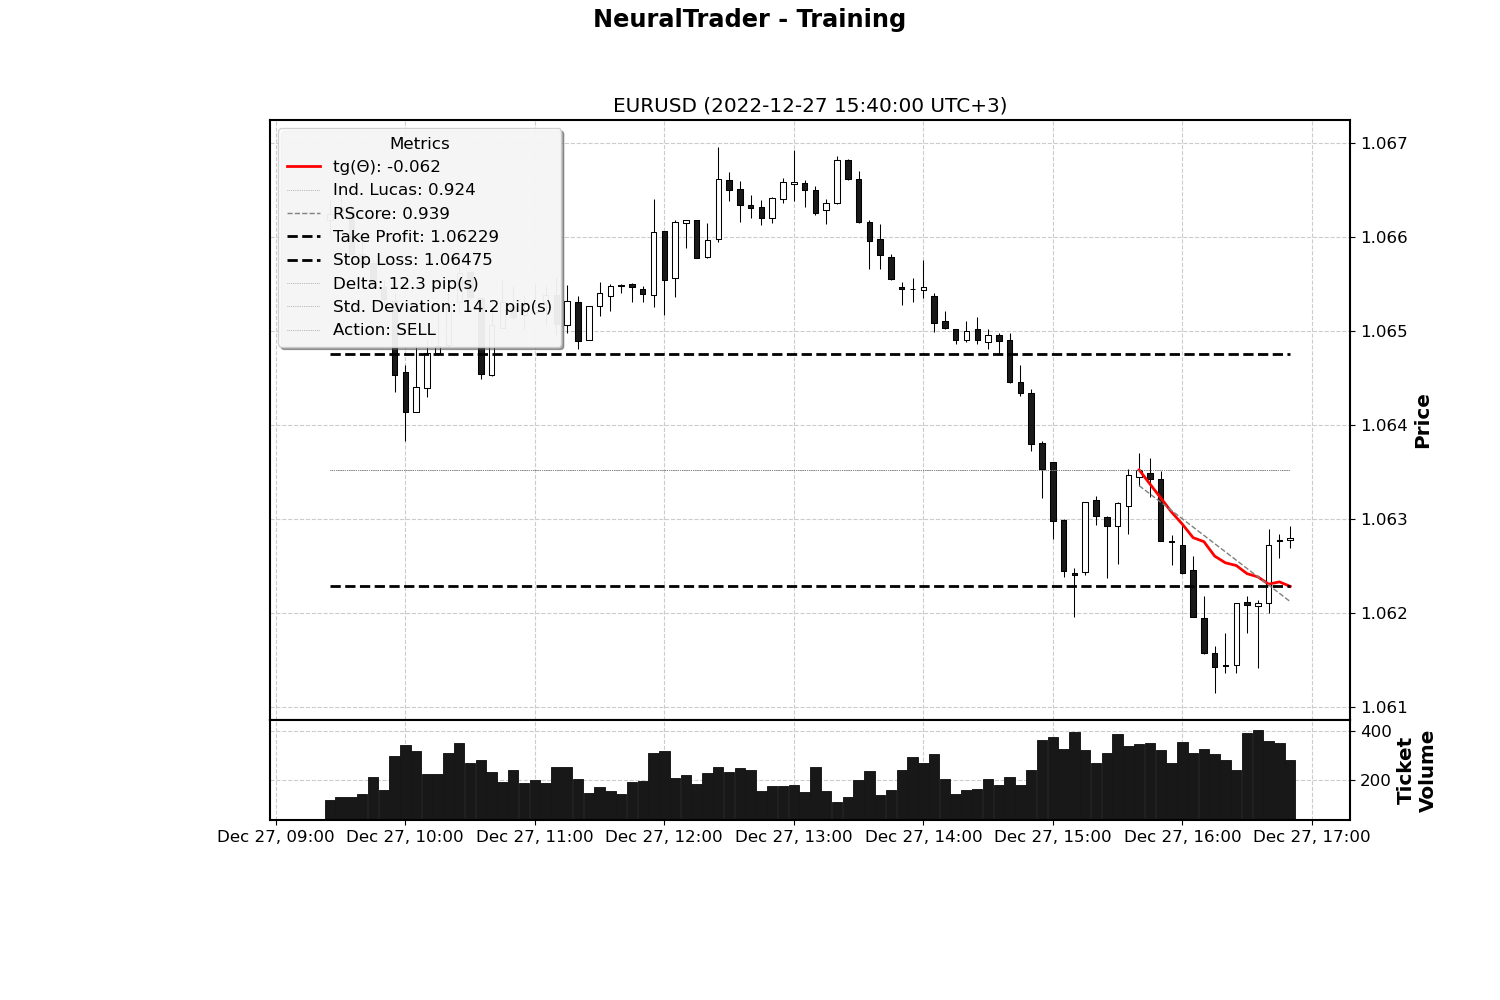 NeuralTrader - Training
EURUSD (2022-12-27 15:40:00 UTC+3)
Metrics
tg(Θ): -0.062
Ind. Lucas: 0.924
RScore: 0.939
Take Profit: 1.06229
Stop Loss: 1.06475
Delta: 12.3 pip(s)
Std. Deviation: 14.2 pip(s)
Action: SELL
1.067
1.066
1.065
1.064
1.063
1.062
1.061
Price
400
200
Ticket
Volume
Dec 27, 09:00 Dec 27, 10:00 Dec 27, 11:00 Dec 27, 12:00 Dec 27, 13:00 Dec 27, 14:00 Dec 27, 15:00 Dec 27, 16:00 Dec 27, 17:00